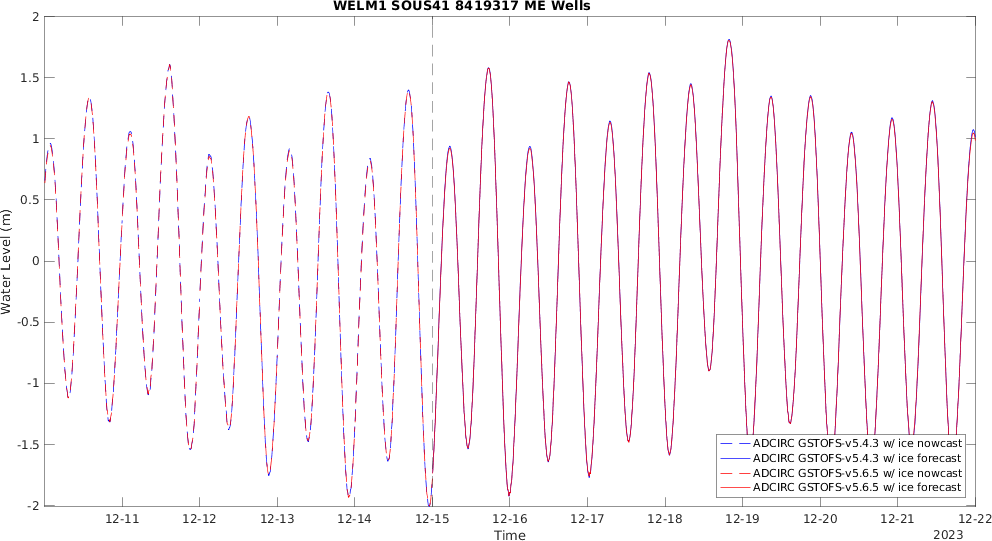 WELM1 SOUS41 8419317 ME Wells
Water Level (m)
2
1.5
1
0.5
0
-0.5
-1
-1.5
-2
ADCIRC GSTOFS-v5.4.3 w/ ice nowcast
ADCIRC GSTOFS-v5.4.3 w/ ice forecast
ADCIRC GSTOFS-v5.6.5 w/ ice nowcast
ADCIRC GSTOFS-v5.6.5 w/ ice forecast
12-11 12-12 12-13 12-14 12-15 12-16 12-17 12-18 12-19 12-20 12-21 12-22
Time
2023